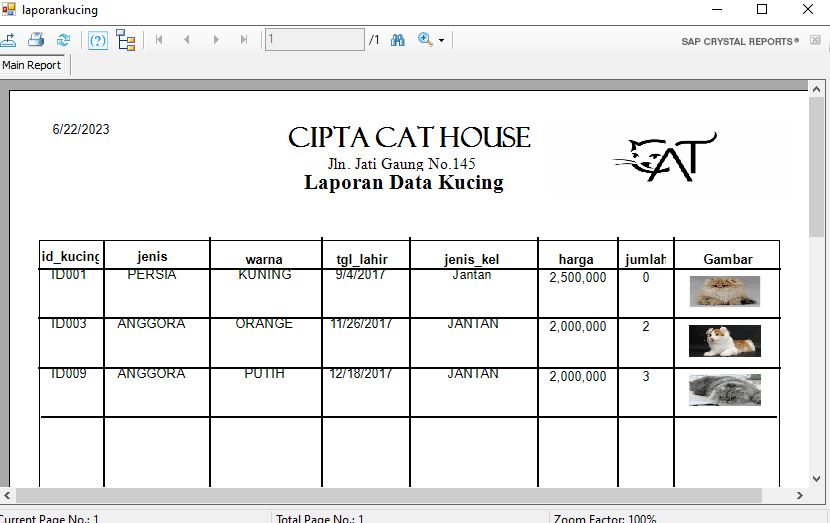 laporankucing
1 /1 SAP CRYSTAL REPORTS®
Main Report
6/22/2023
CIPTA CAT HOUSE
CAT
Jln. Jati Gaung No.145
Laporan Data Kucing
id_kucing jenis warna tgl_lahir jenis_kel harga jumlah Gambar
ID001 PERSIA KUNING 9/4/2017 Jantan 2,500,000 0
ID003 ANGGORA ORANGE 11/26/2017 JANTAN 2,000,000 2
ID009 ANGGORA PUTIH 12/18/2017 JANTAN 2,000,000 3
Current Page No.: 1 Total Page No.: 1 Zoom Factor: 100%